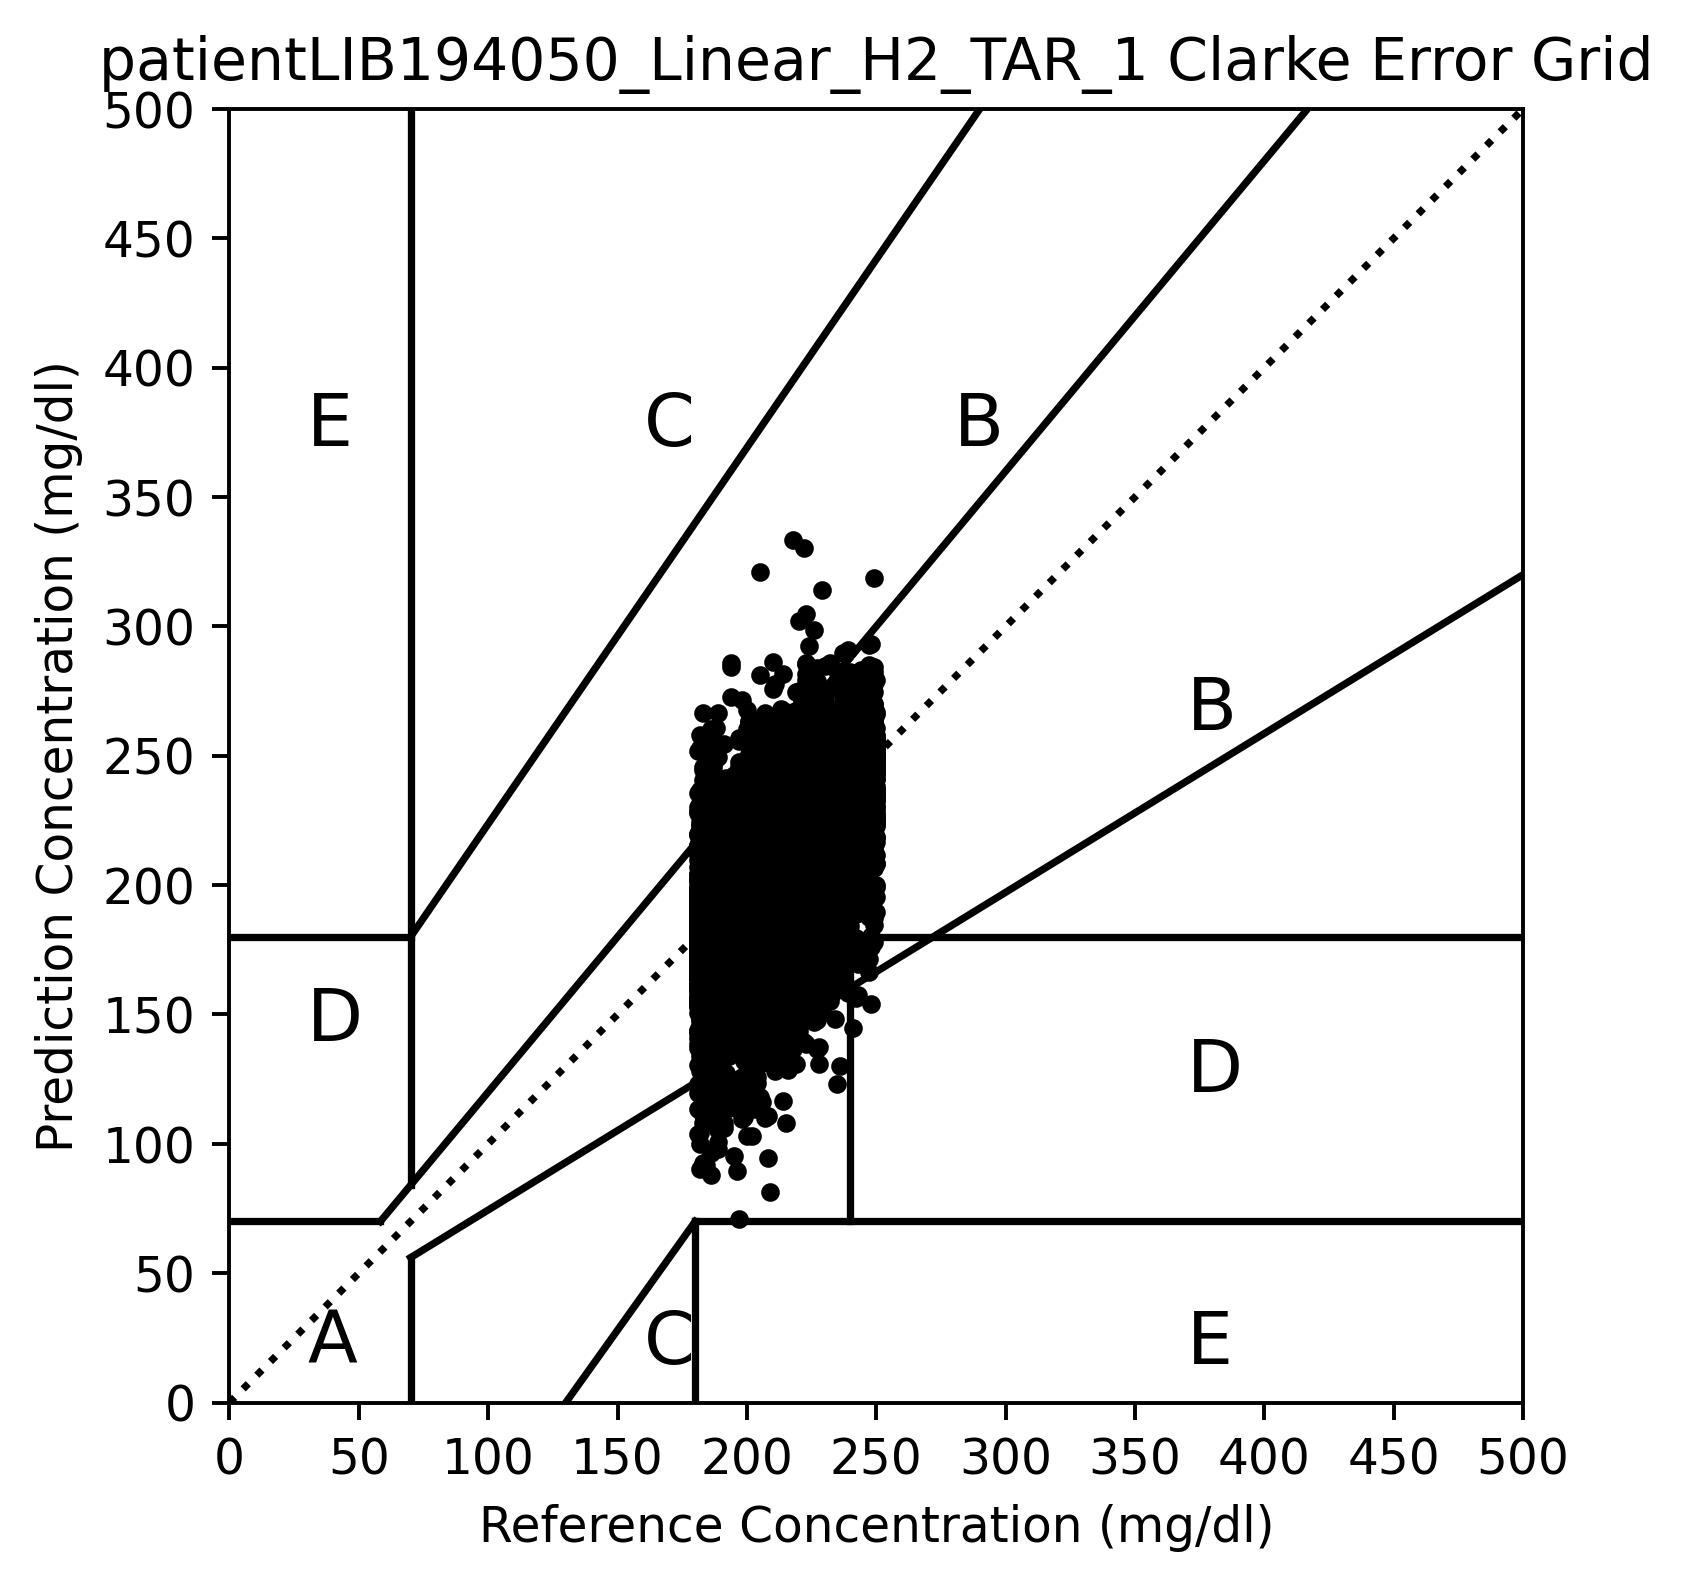 patientLIB194050_Linear_H2_TAR_1 Clarke Error Grid
500
450
400
350
300
250
200
150
100
50
0
Prediction Concentration (mg/dl)
E
C
B
B
D
D
A
C
E
0 50 100 150 200 250 300 350 400 450 500
Reference Concentration (mg/dl)